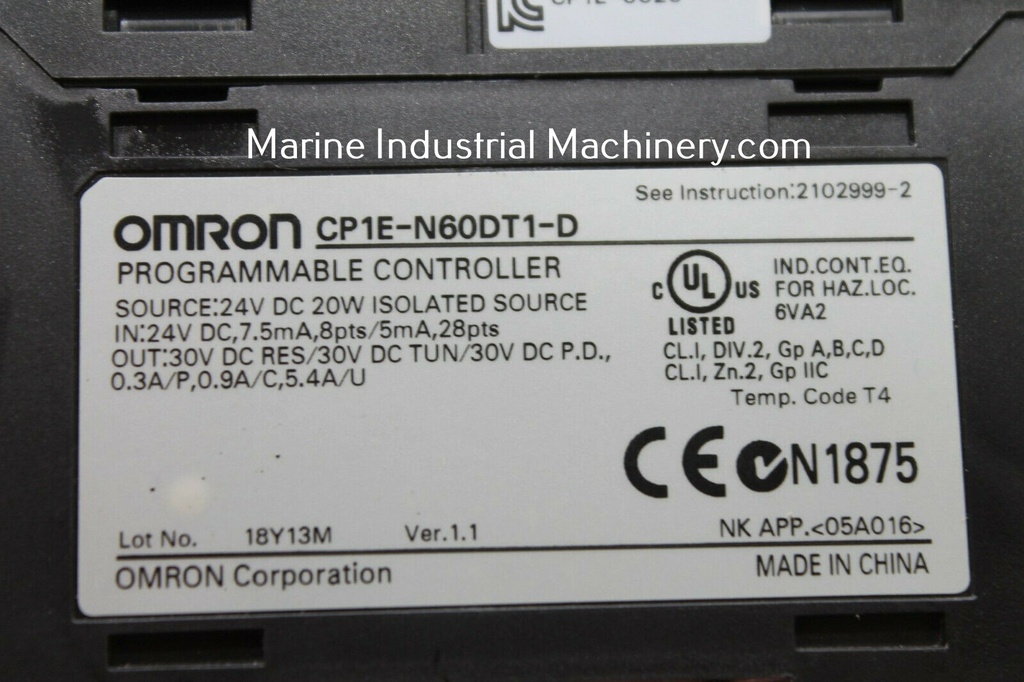 Marine Industrial Machinery.com
See Instruction:2102999-2
OMRON CP1E-N60DT1-D
PROGRAMMABLE CONTROLLER
SOURCE:24V DC 20W ISOLATED SOURCE
IN:24V DC,7.5mA,8pts/5mA,28pts
OUT:30V DC RES/30V DC TUN/30V DC P.D.,
0.3A/P,0.9A/C,5.4A/U
C UL US
LISTED
IND.CONT.EQ.
FOR HAZ.LOC.
6VA2
CL.I, DIV.2, Gp A,B,C,D
CL.I, Zn.2, Gp IIC
Temp. Code T4
CE N1875
Lot No. 18Y13M Ver.1.1
NK APP.<05A016>
OMRON Corporation
MADE IN CHINA